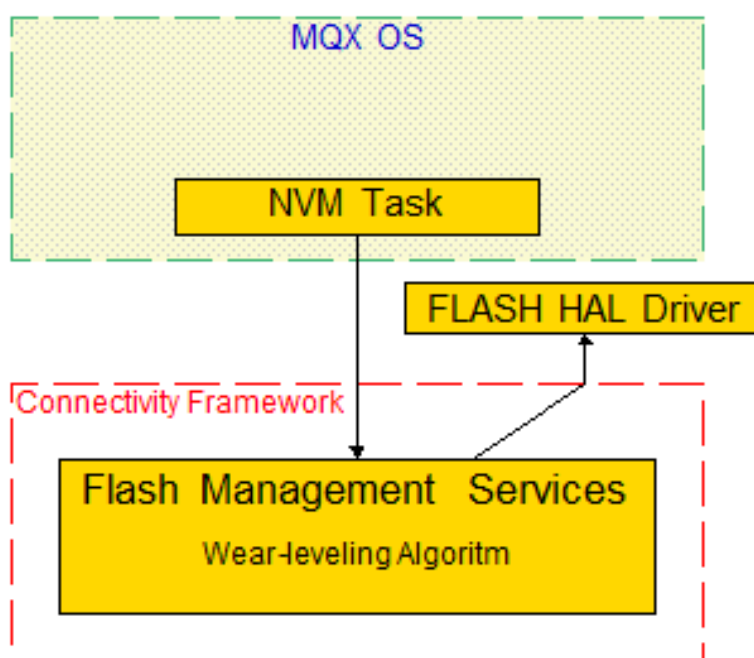 MQX OS
NVM Task
FLASH HAL Driver
Connectivity Framework
Flash Management Services
Wear-leveling Algoritm